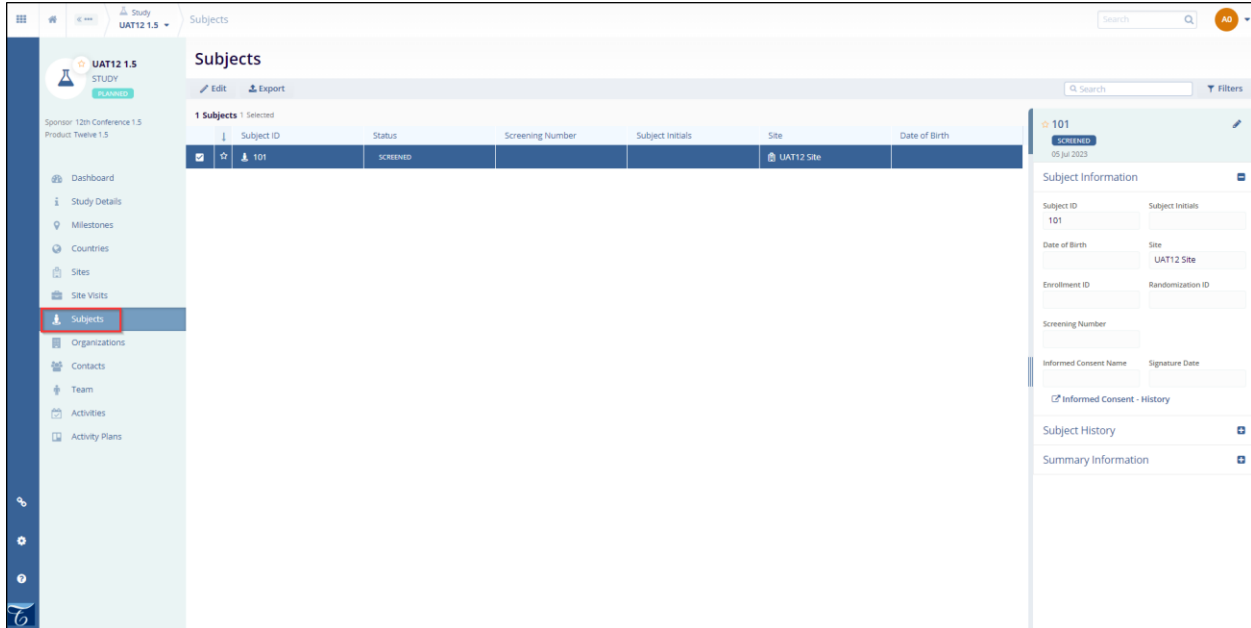 Study
UAT12 1.5
Subjects
Search
AO
UAT12 1.5
STUDY
PLANNED
Sponsor 12th Conference 1.5
Product Twelve 1.5
Dashboard
Study Details
Milestones
Countries
Sites
Site Visits
Subjects
Organizations
Contacts
Team
Activities
Activity Plans
Subjects
Edit Export
Search
Filters
1 Subjects 1 Selected
Subject ID Status Screening Number Subject Initials Site Date of Birth
101 SCREENED UAT12 Site
101
SCREENED
05 Jul 2023
Subject Information
Subject ID Subject Initials
101
Date of Birth Site
UAT12 Site
Enrollment ID Randomization ID
Screening Number
Informed Consent Name Signature Date
Informed Consent - History
Subject History
Summary Information